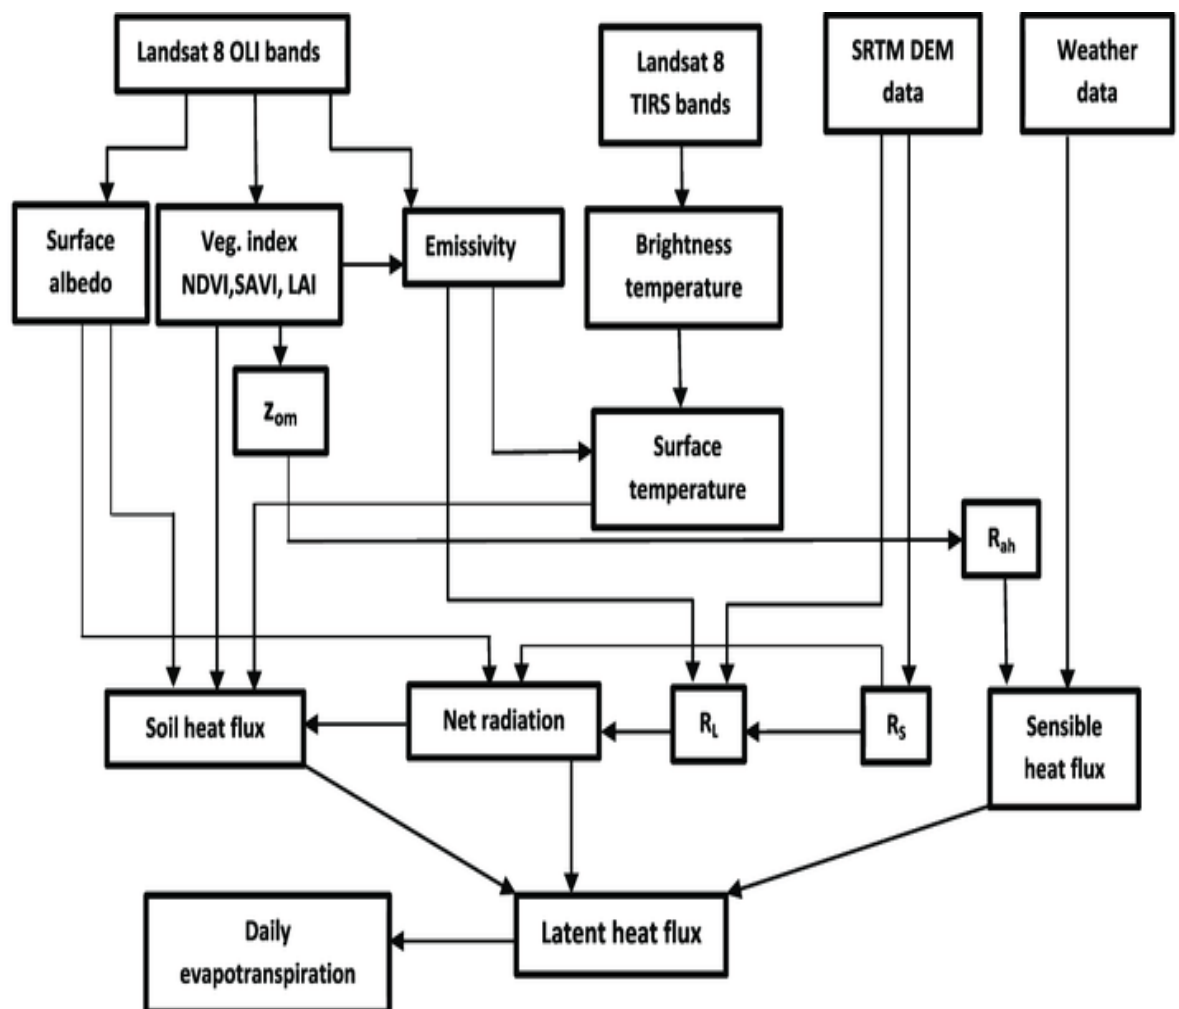 Landsat 8 OLI bands
Landsat 8
TIRS bands
SRTM DEM
data
Weather
data
Surface
albedo
Veg. index
NDVI,SAVI, LAI
Emissivity
Brightness
temperature
Zom
Surface
temperature
Rah
Soil heat flux
Net radiation
RL
RS
Sensible
heat flux
Daily
evapotranspiration
Latent heat flux